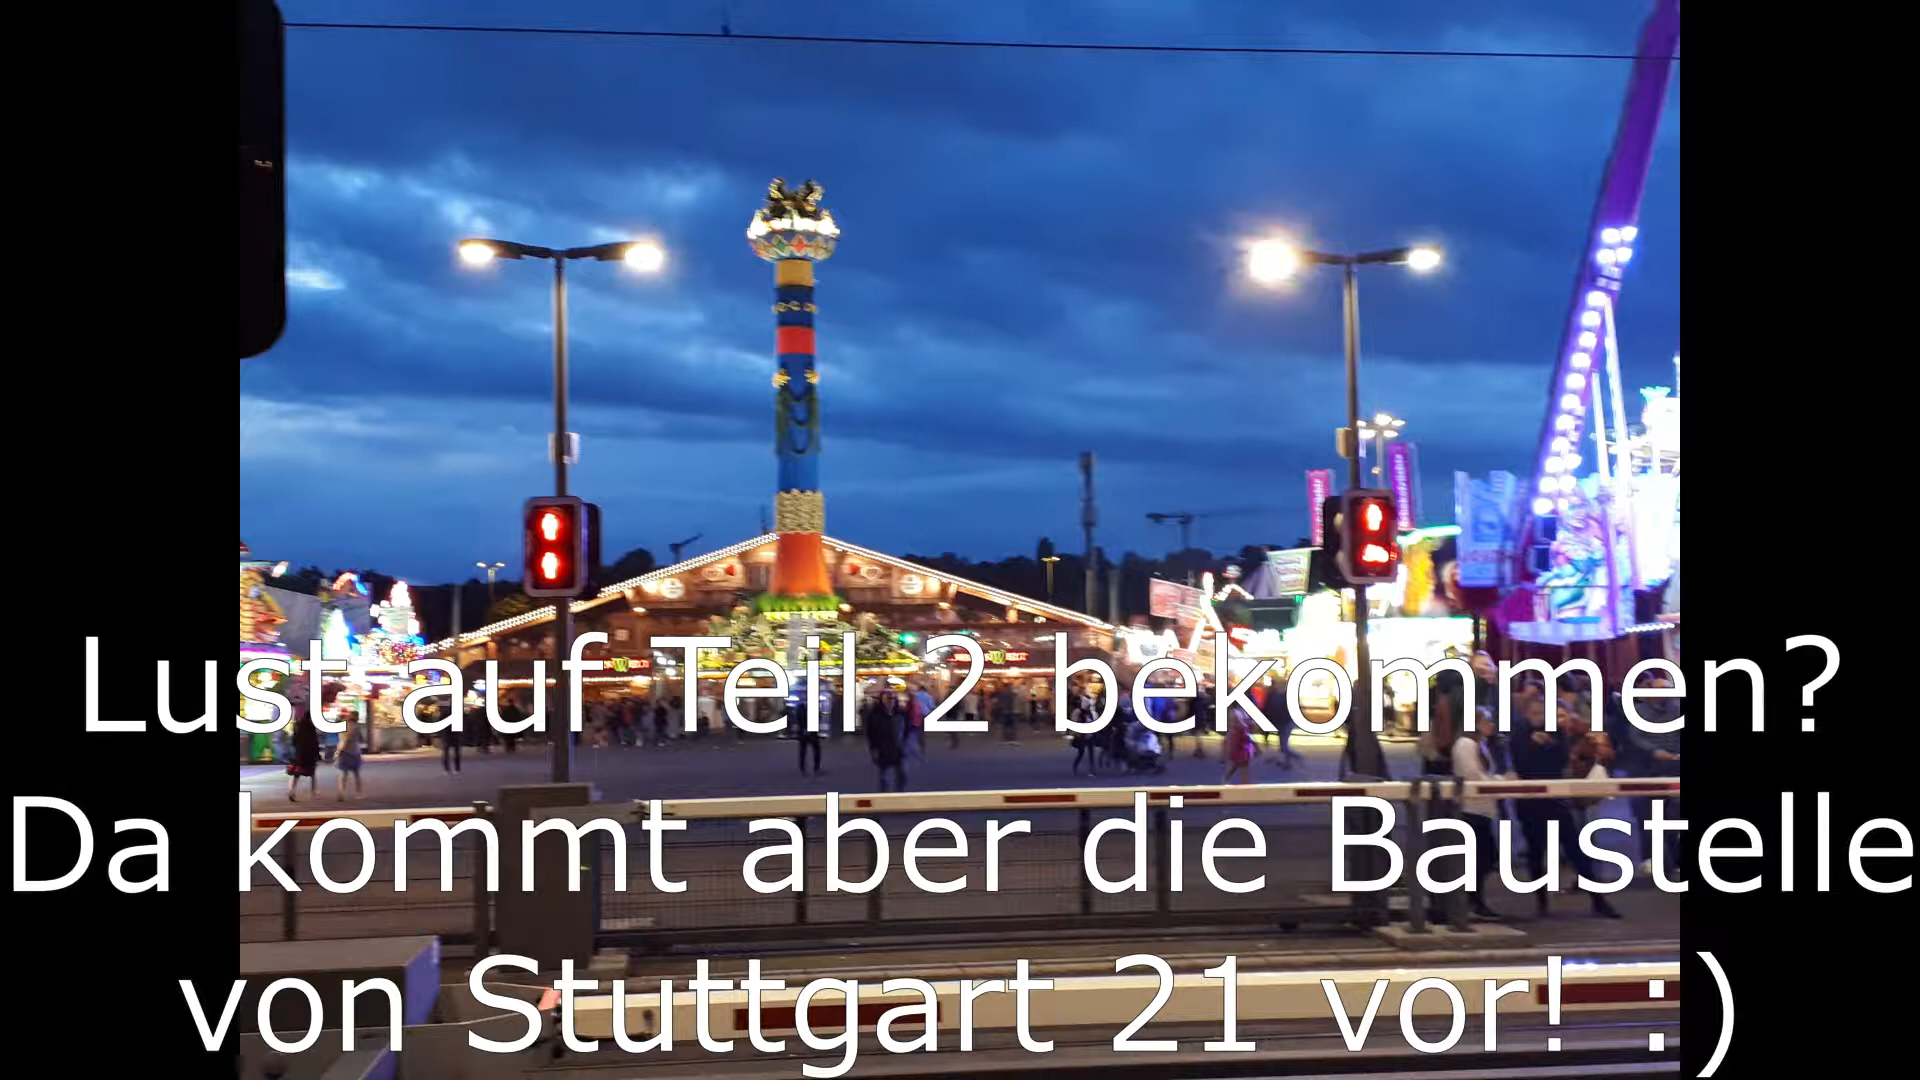 Lust auf Teil 2 bekommen?
Da kommt aber die Baustelle
von Stuttgart 21 vor! :)